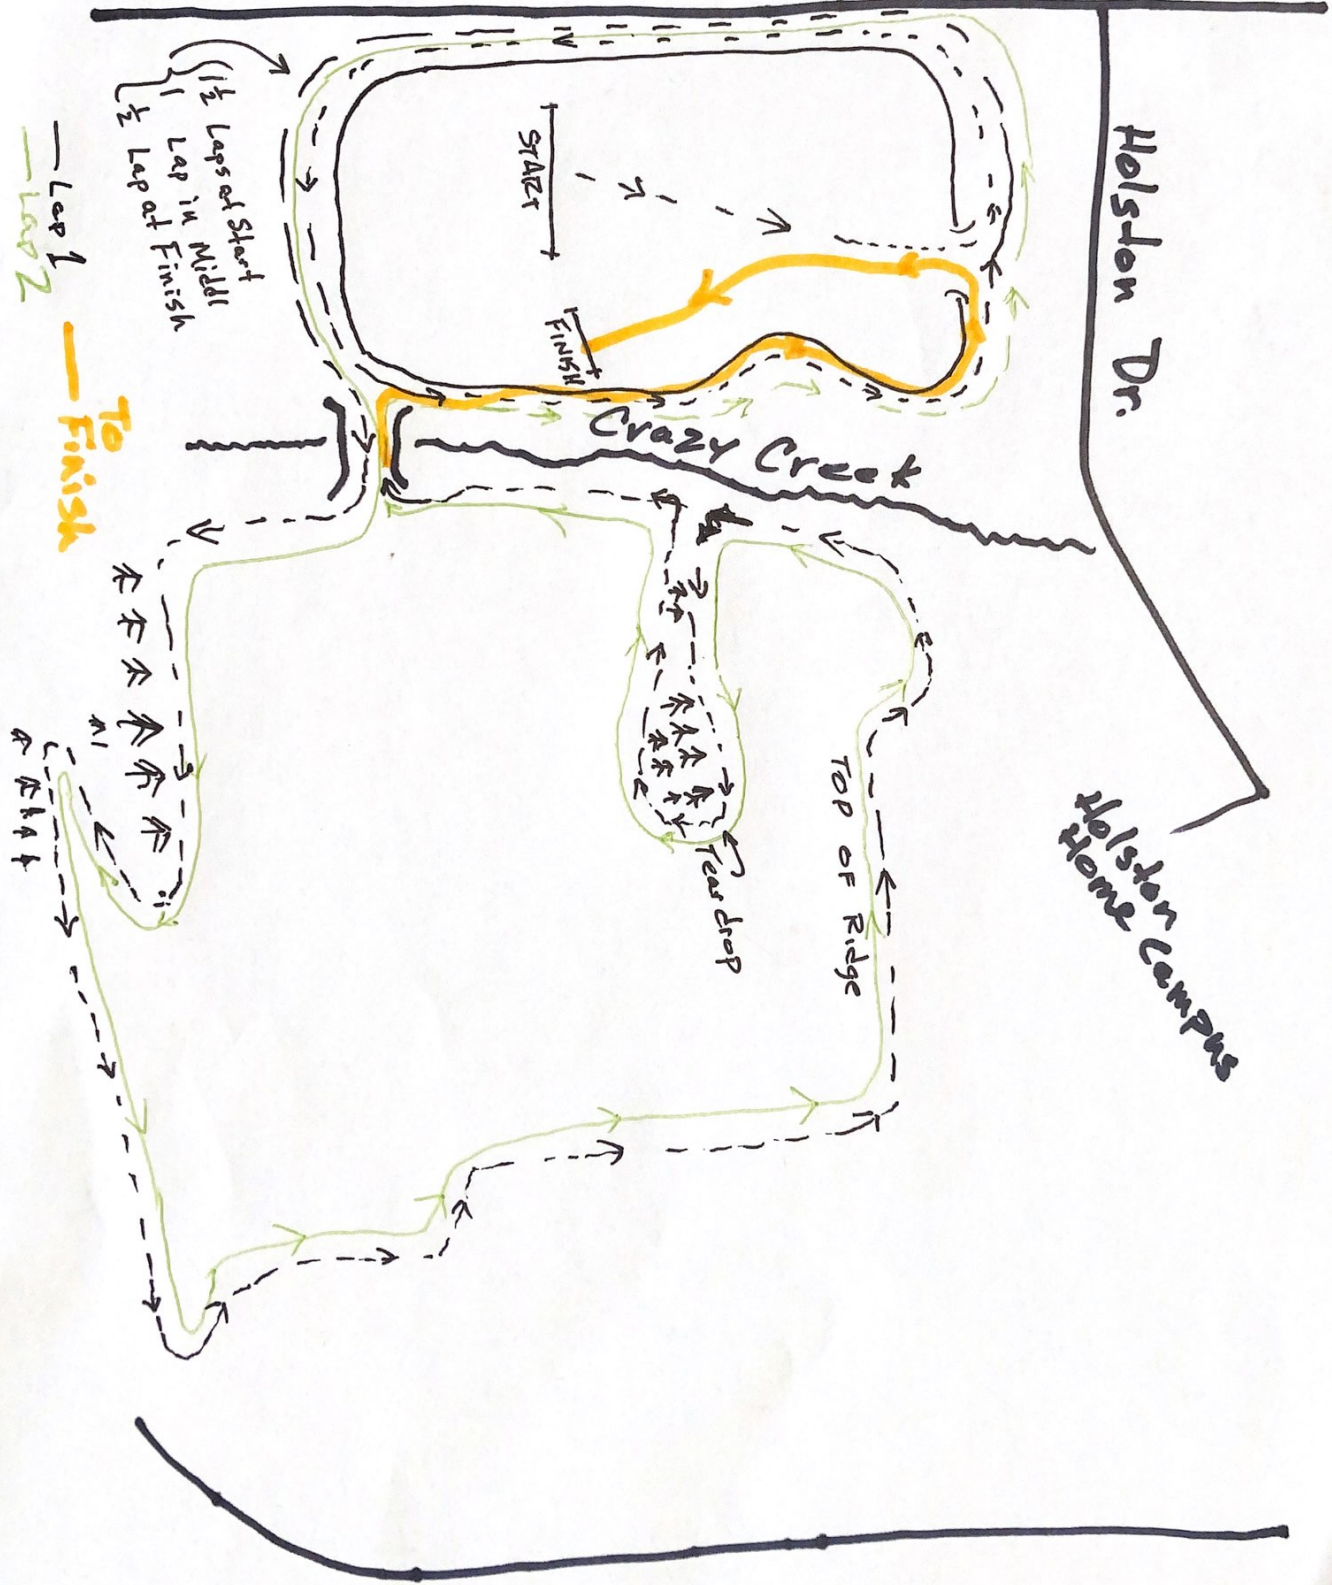 Holston Dr.
START
FINISH
1½ Laps at Start
1 Lap in Middl
½ Lap at Finish
— Lap 1
— Lap 2
— To
Finish
Crazy Creek
TOP OF Ridge
Teardrop
Holston
Home Campus